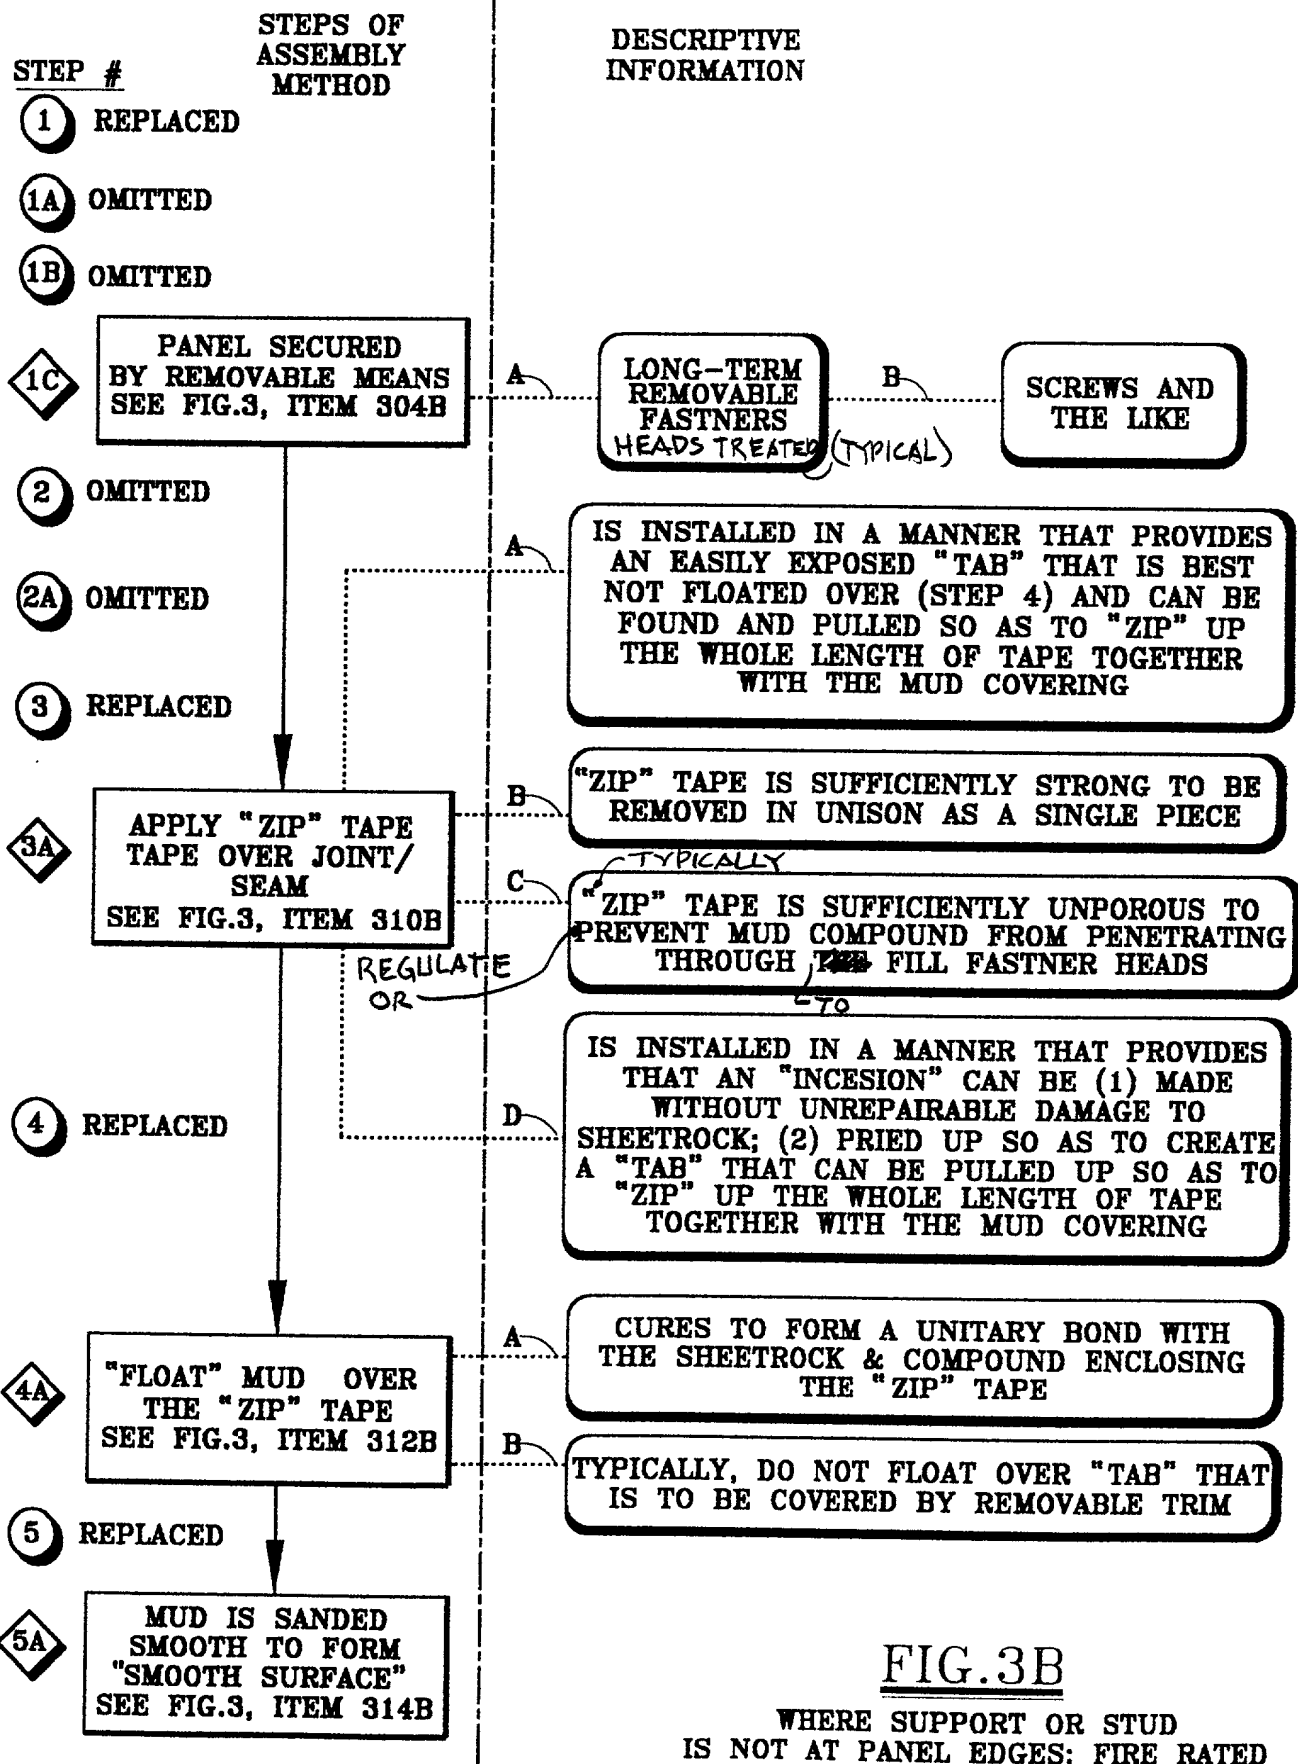 STEP #
STEPS OF
ASSEMBLY
METHOD
DESCRIPTIVE
INFORMATION
1 REPLACED
1A OMITTED
1B OMITTED
1C
PANEL SECURED
BY REMOVABLE MEANS
SEE FIG.3, ITEM 304B
A
LONG-TERM
REMOVABLE
FASTNERS
HEADS TREATED (TYPICAL)
B
SCREWS AND
THE LIKE
2 OMITTED
2A OMITTED
3 REPLACED
A
IS INSTALLED IN A MANNER THAT PROVIDES
AN EASILY EXPOSED "TAB" THAT IS BEST
NOT FLOATED OVER (STEP 4) AND CAN BE
FOUND AND PULLED SO AS TO "ZIP" UP
THE WHOLE LENGTH OF TAPE TOGETHER
WITH THE MUD COVERING
3A
APPLY "ZIP" TAPE
TAPE OVER JOINT/
SEAM
SEE FIG.3, ITEM 310B
B
"ZIP" TAPE IS SUFFICIENTLY STRONG TO BE
REMOVED IN UNISON AS A SINGLE PIECE
TYPICALLY
C
"ZIP" TAPE IS SUFFICIENTLY UNPOROUS TO
PREVENT MUD COMPOUND FROM PENETRATING
THROUGH FILL FASTNER HEADS
REGULATE
OR
TO
4 REPLACED
D
IS INSTALLED IN A MANNER THAT PROVIDES
THAT AN "INCESION" CAN BE (1) MADE
WITHOUT UNREPAIRABLE DAMAGE TO
SHEETROCK; (2) PRIED UP SO AS TO CREATE
A "TAB" THAT CAN BE PULLED UP SO AS TO
"ZIP" UP THE WHOLE LENGTH OF TAPE
TOGETHER WITH THE MUD COVERING
4A
"FLOAT" MUD OVER
THE "ZIP" TAPE
SEE FIG.3, ITEM 312B
A
CURES TO FORM A UNITARY BOND WITH
THE SHEETROCK & COMPOUND ENCLOSING
THE "ZIP" TAPE
B
TYPICALLY, DO NOT FLOAT OVER "TAB" THAT
IS TO BE COVERED BY REMOVABLE TRIM
5 REPLACED
5A
MUD IS SANDED
SMOOTH TO FORM
"SMOOTH SURFACE"
SEE FIG.3, ITEM 314B
FIG.3B
WHERE SUPPORT OR STUD
IS NOT AT PANEL EDGES: FIRE RATED